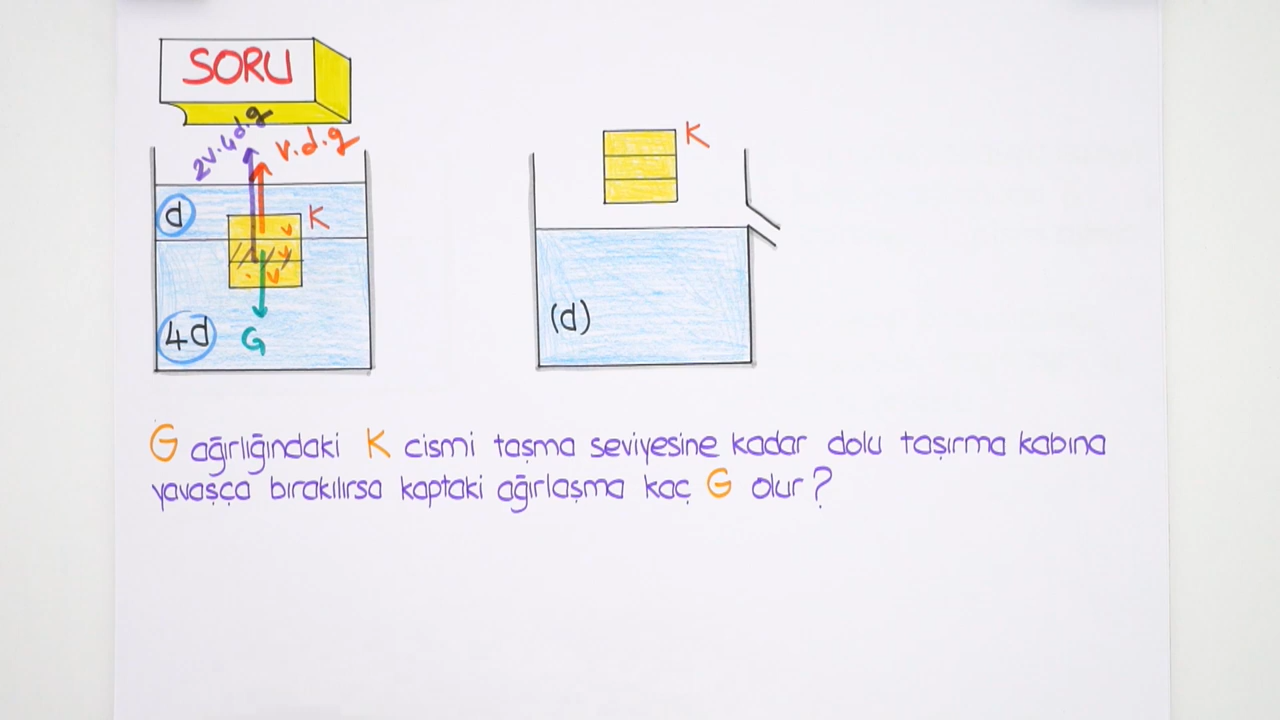 SORU
2v.4d.g
v.d.g
d
K
v
v
v
4d
G
K
(d)
G ağırlığındaki K cismi taşma seviyesine kadar dolu taşırma kabına
yavaşça bırakılırsa kaptaki ağırlaşma kaç G olur?